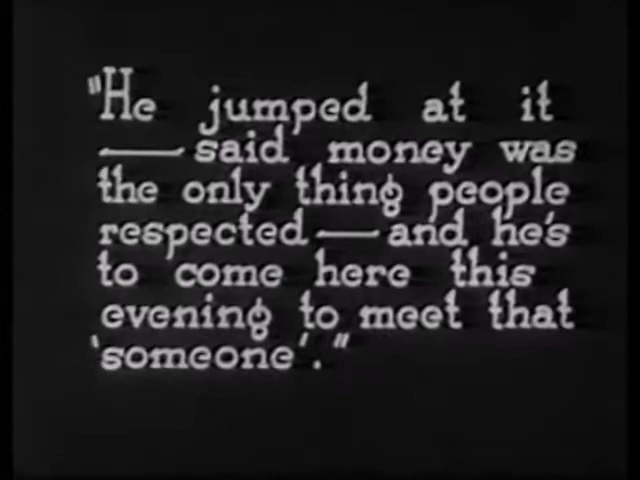 "He jumped at it
—said money was
the only thing people
respected—and he's
to come here this
evening to meet that
'someone'."